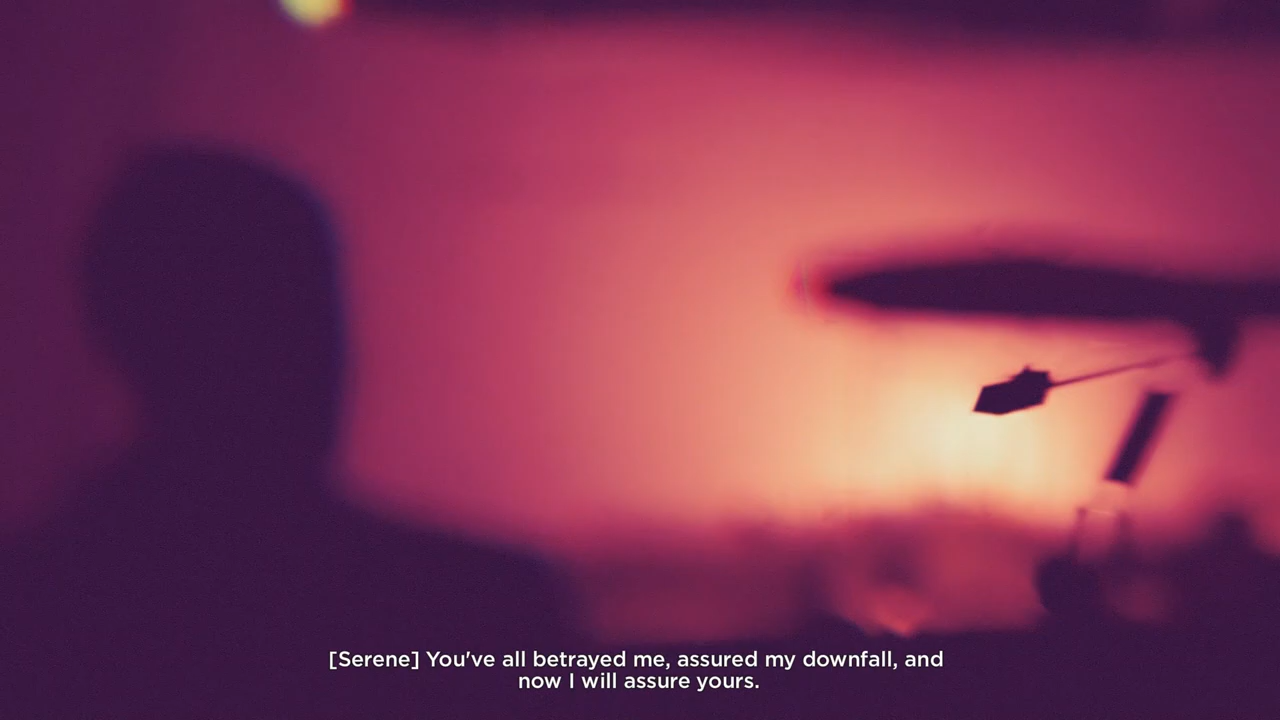 [Serene] You've all betrayed me, assured my downfall, and
now I will assure yours.